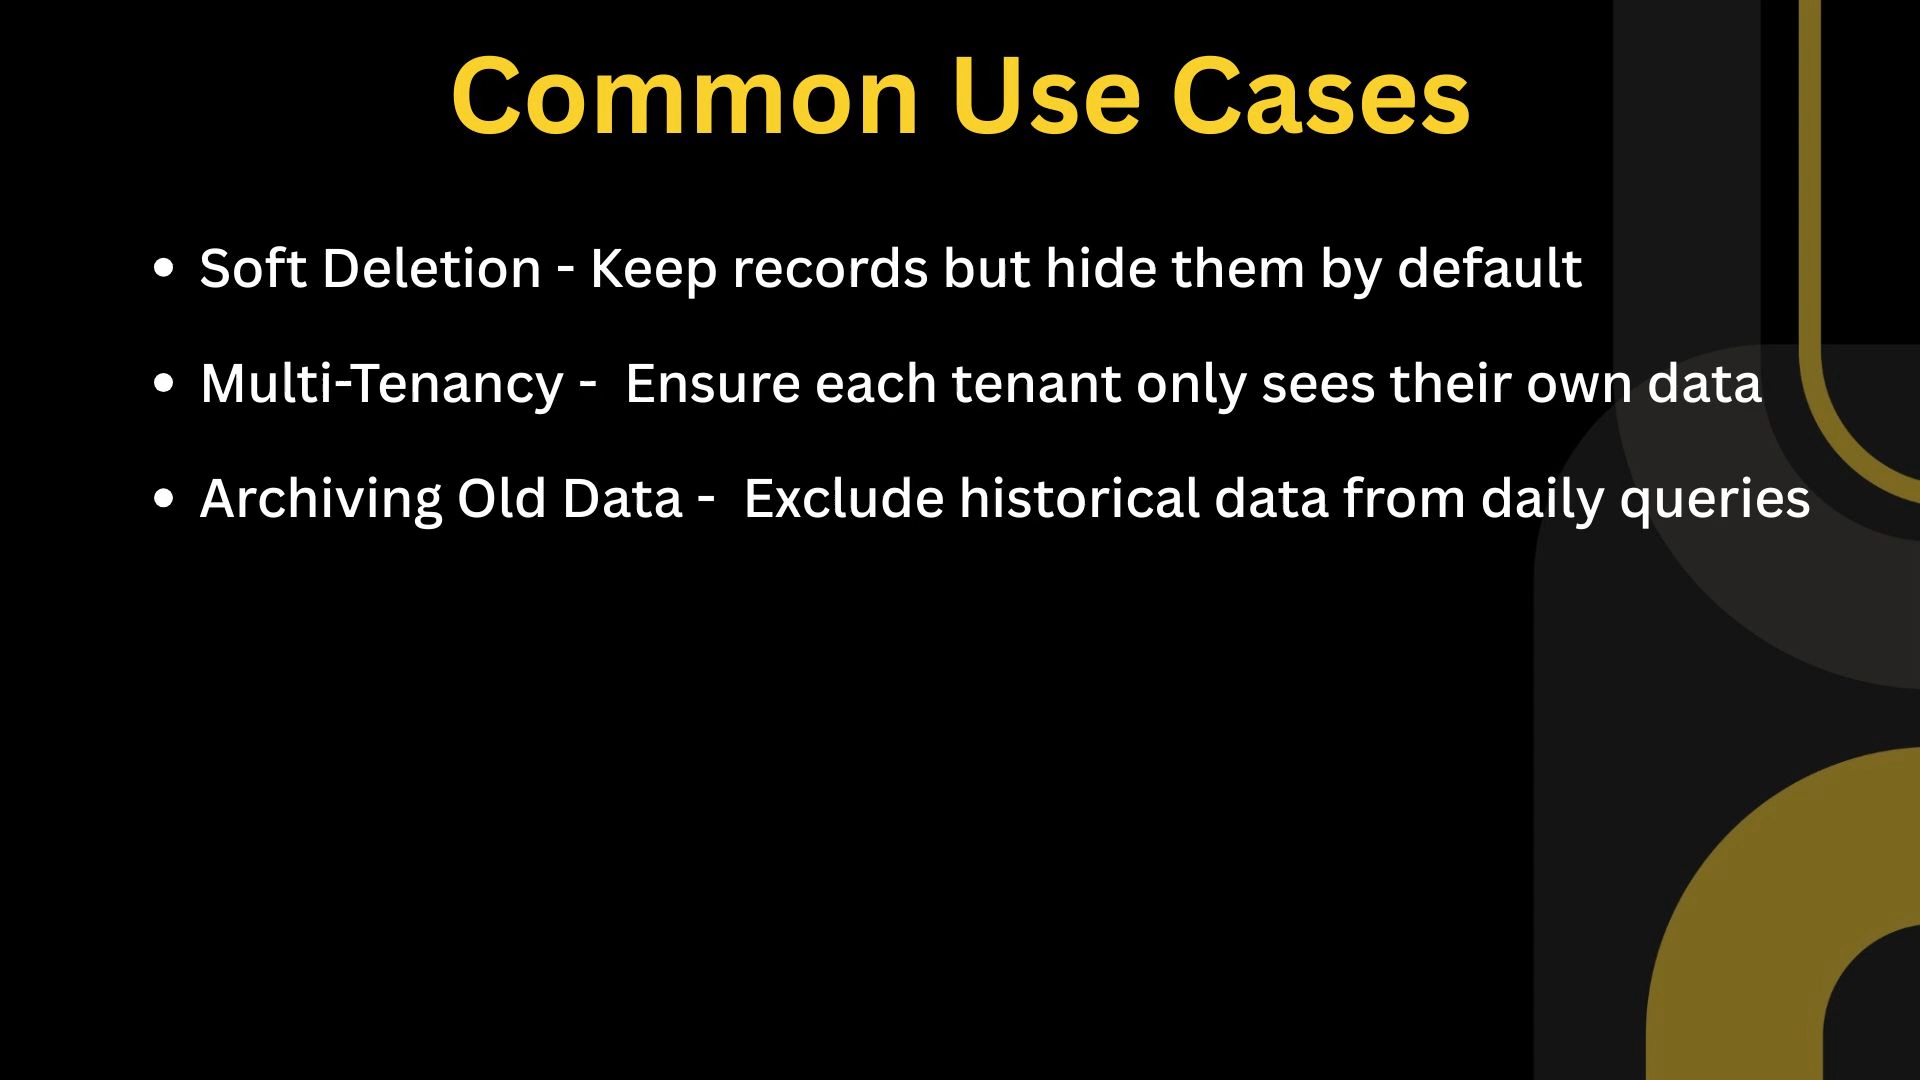 Common Use Cases
• Soft Deletion - Keep records but hide them by default
• Multi-Tenancy -  Ensure each tenant only sees their own data
• Archiving Old Data -  Exclude historical data from daily queries